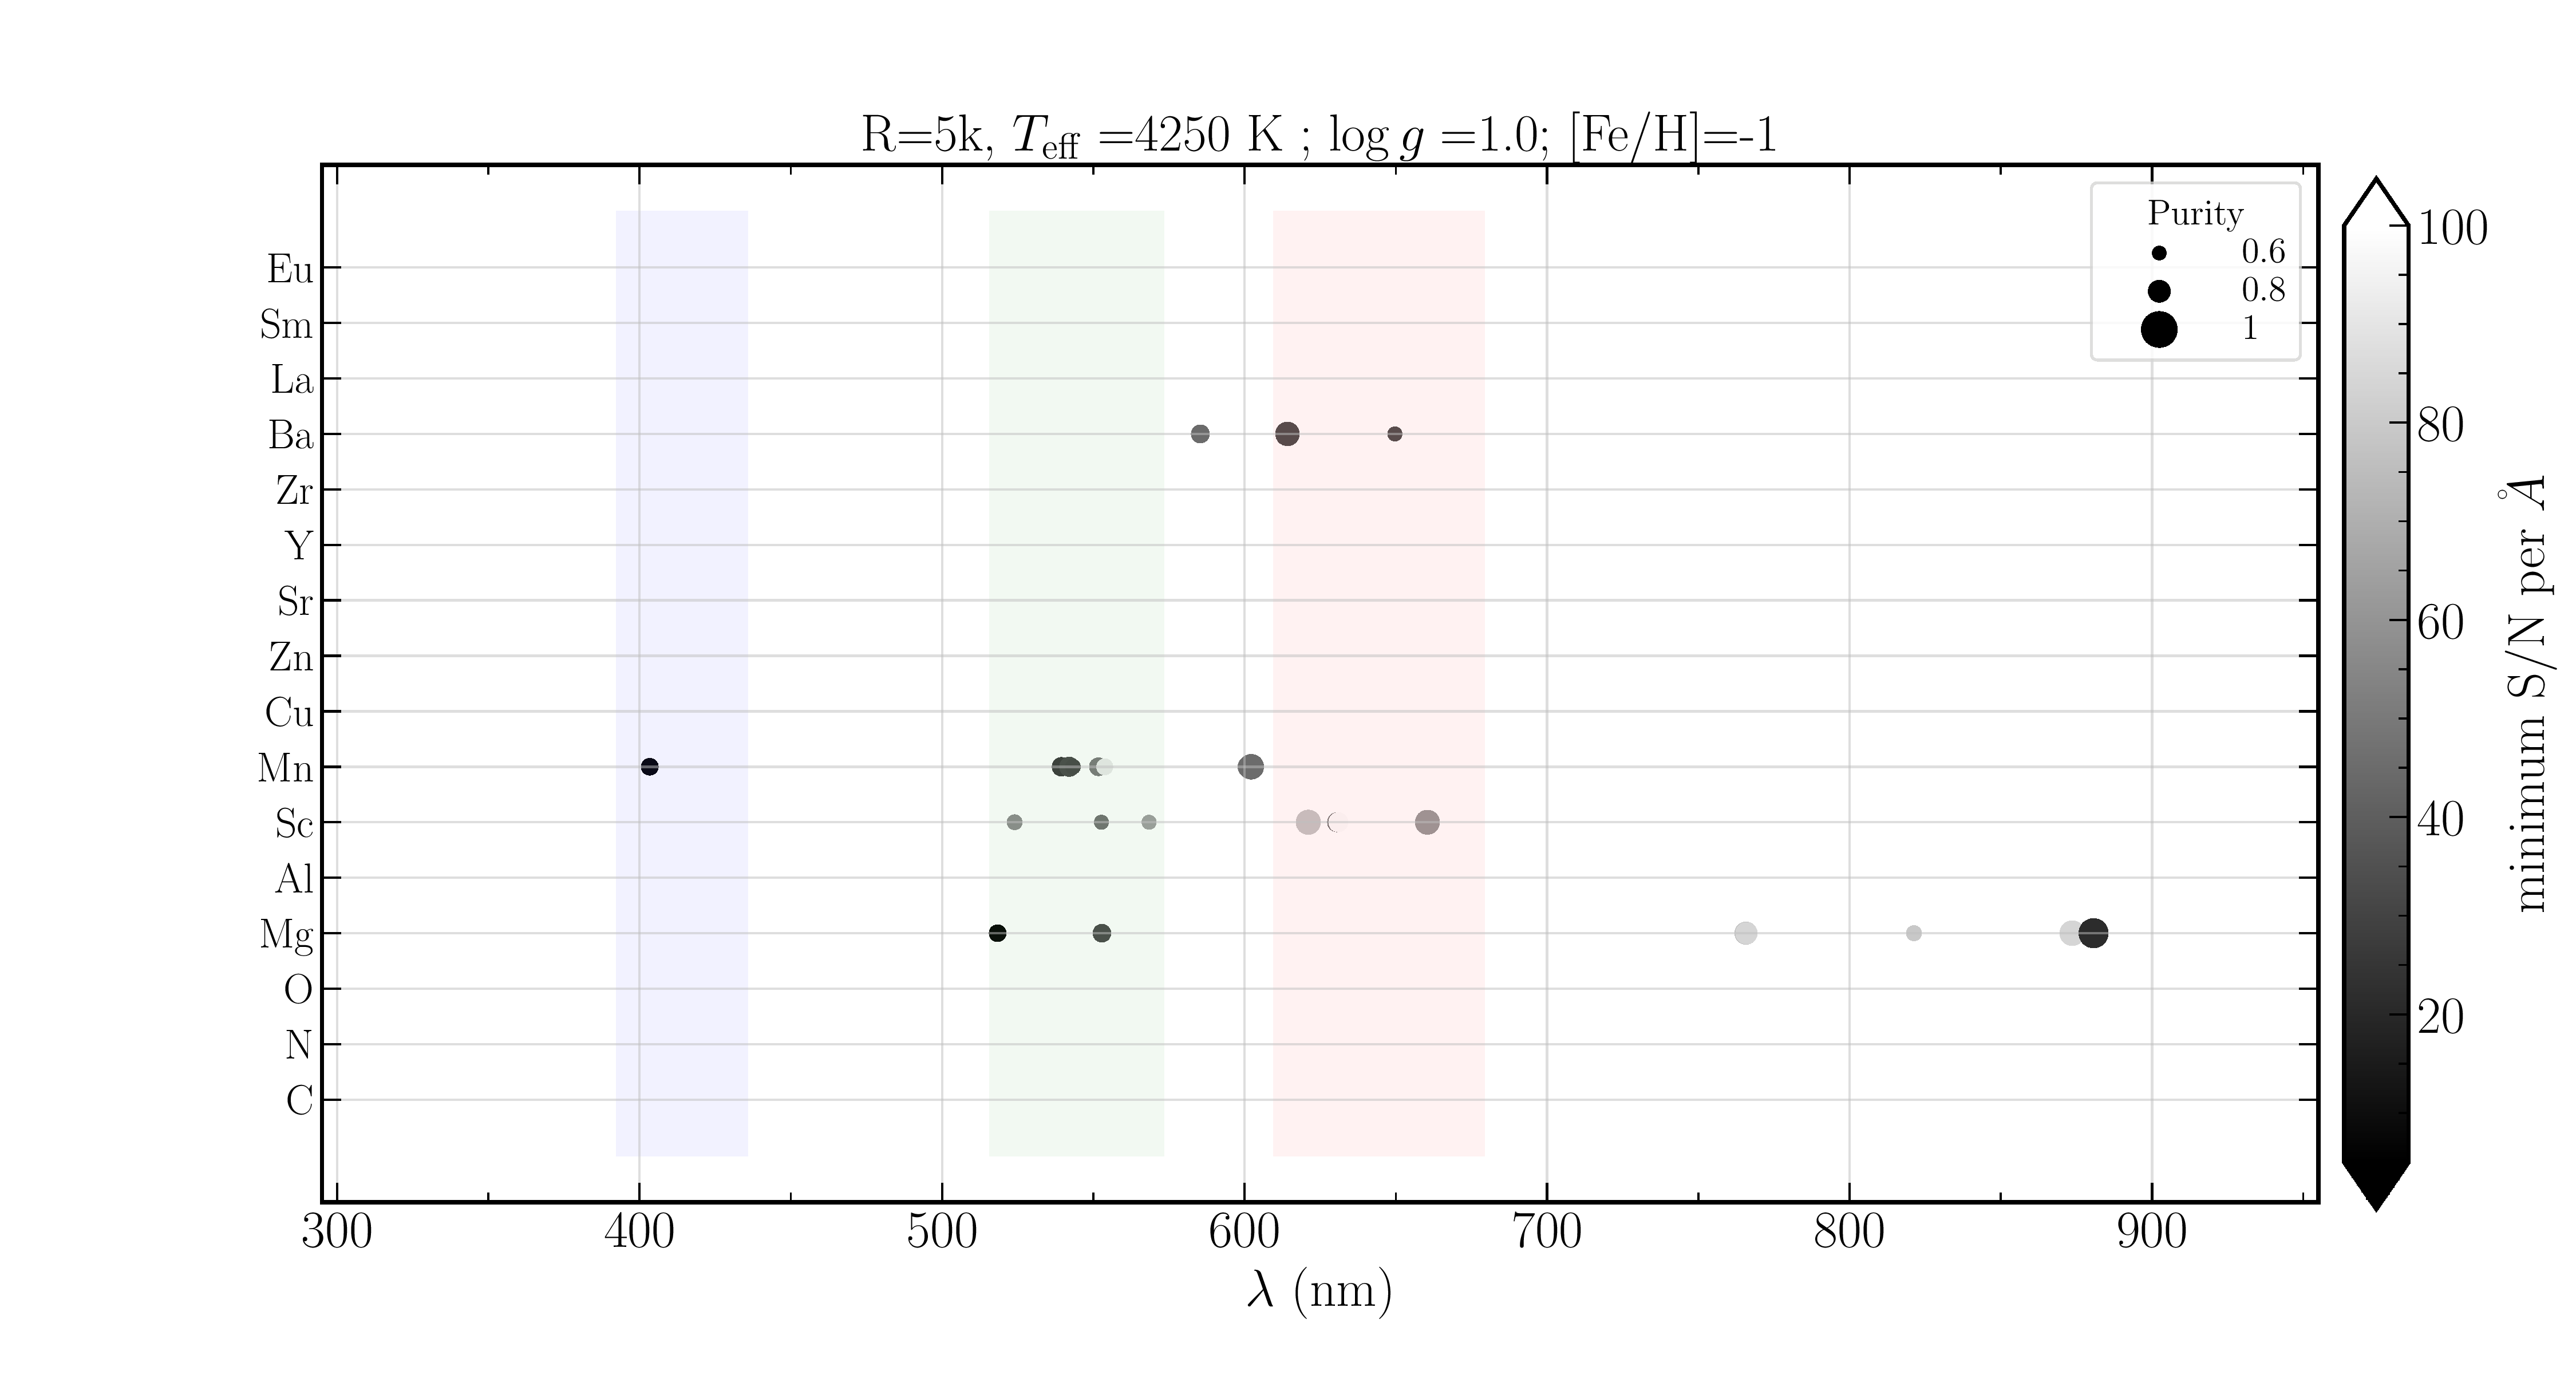 R=5k, T_eff =4250 K ; log g =1.0; [Fe/H]=-1
Purity
0.6
0.8
1
Eu
Sm
La
Ba
Zr
Y
Sr
Zn
Cu
Mn
Sc
Al
Mg
O
N
C
300 400 500 600 700 800 900
λ (nm)
100
80
60
40
20
minimum S/N per Å